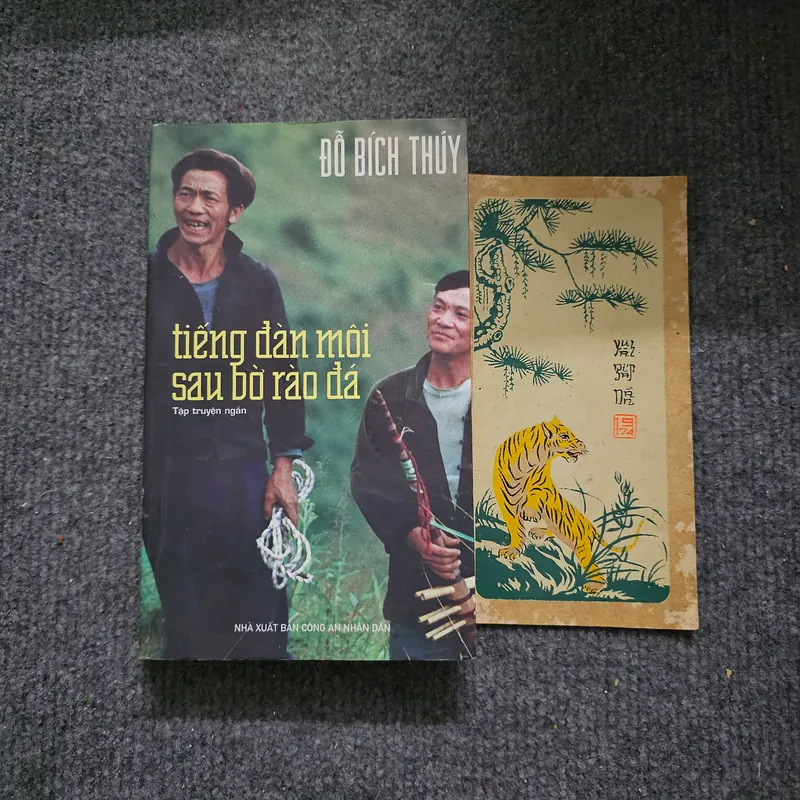 ĐỖ BÍCH THÚY
tiếng đàn môi
sau bờ rào đá
Tập truyện ngắn
NHÀ XUẤT BẢN CÔNG AN NHÂN DÂN